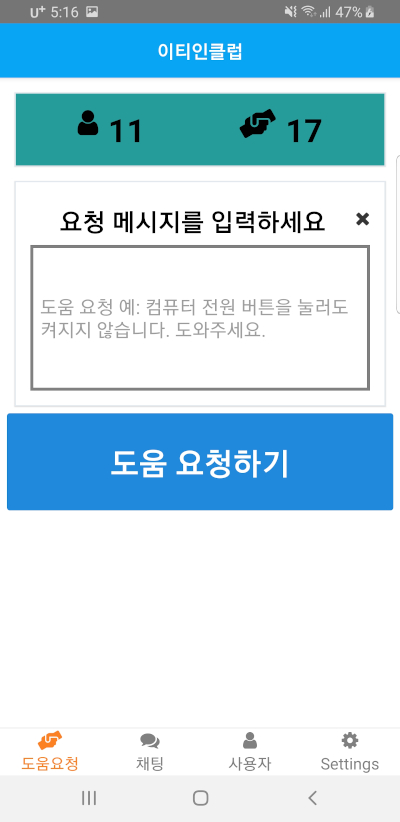 U+ 5:16 47%
이티인클럽
11 17
요청 메시지를 입력하세요
도움 요청 예: 컴퓨터 전원 버튼을 눌러도
켜지지 않습니다. 도와주세요.
도움 요청하기
도움요청 채팅 사용자 Settings